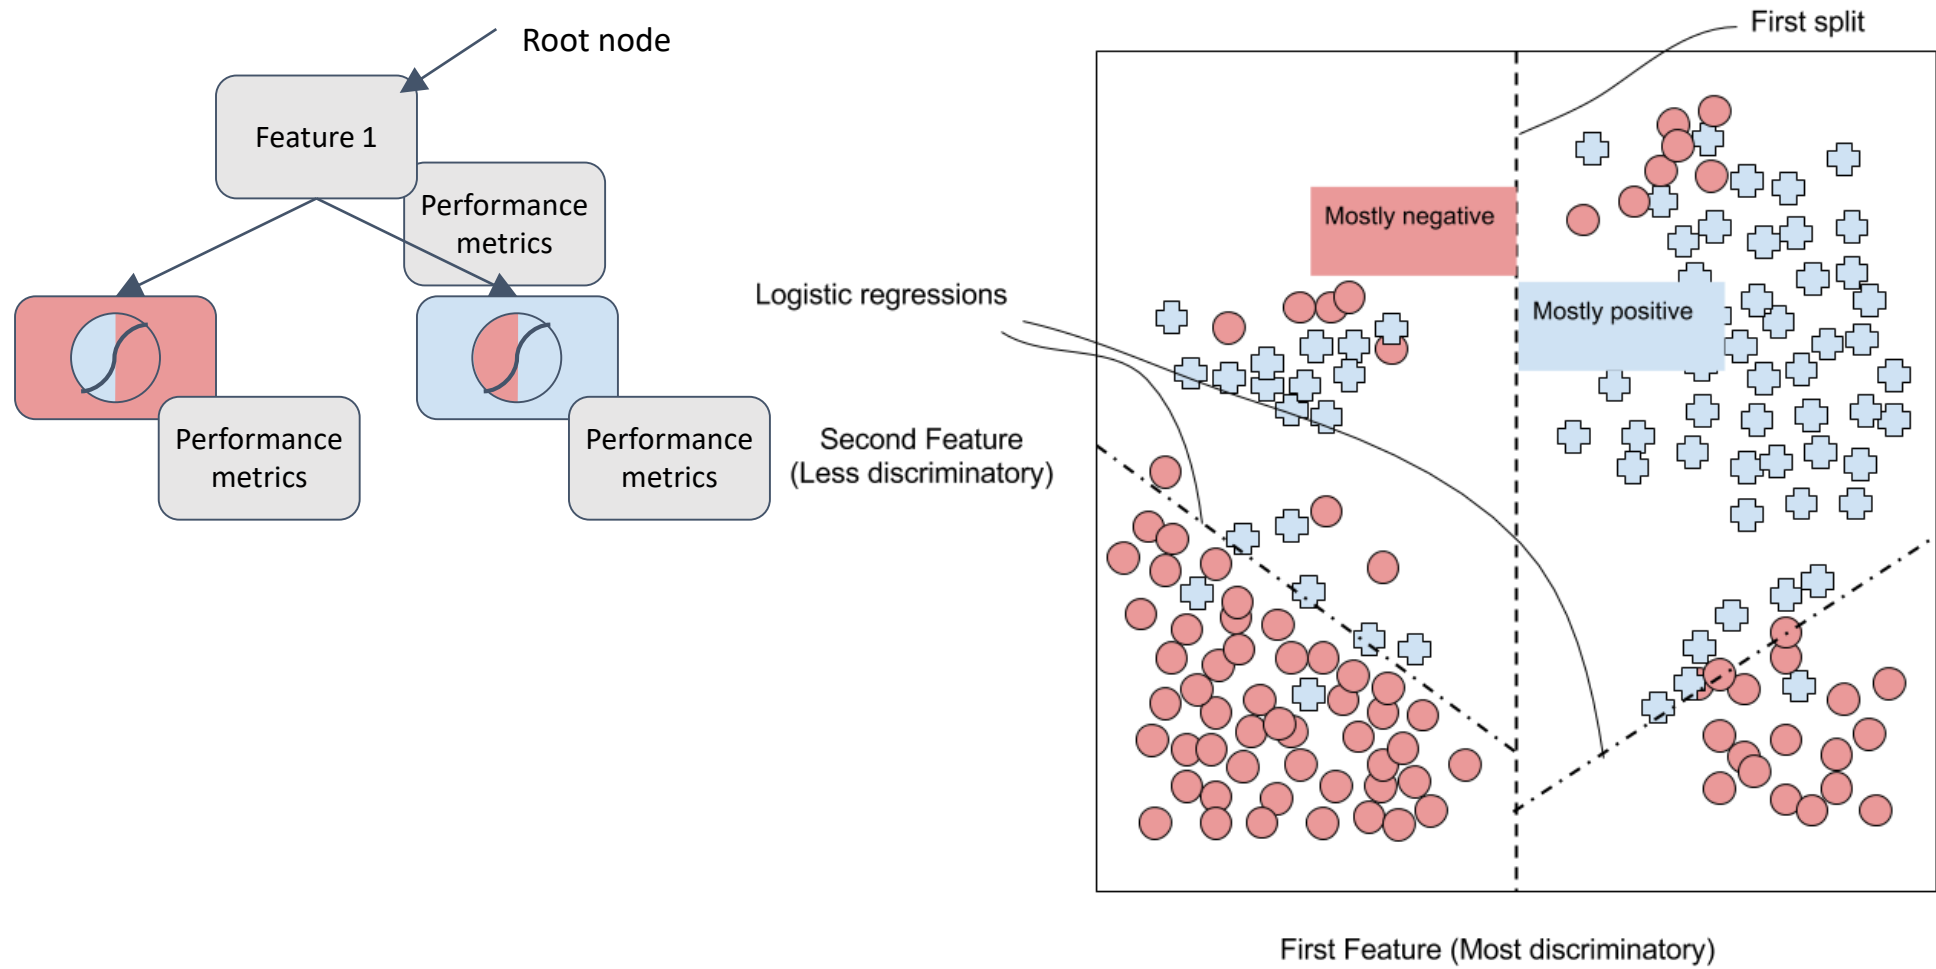 Root node
Feature 1
Performance
metrics
Performance
metrics
Performance
metrics
First split
Mostly negative
Mostly positive
Logistic regressions
Second Feature
(Less discriminatory)
First Feature (Most discriminatory)